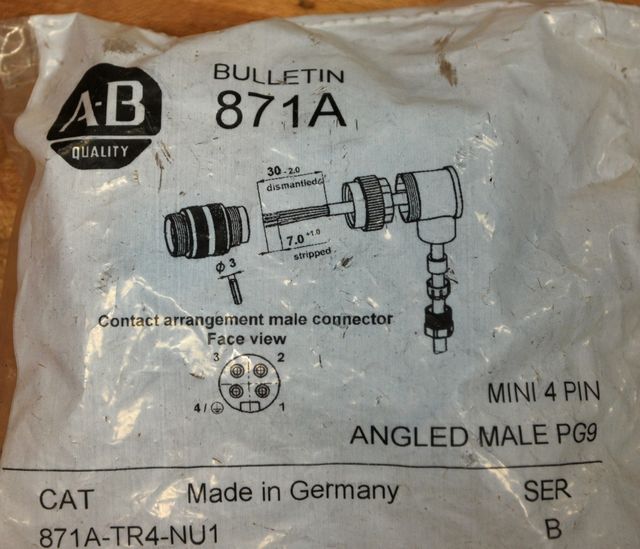 A-B
QUALITY
BULLETIN
871A
30 -2.0
dismantled
7.0 +1.0
stripped
Ø 3
Contact arrangement male connector
Face view
3 2
4/⏚ 1
MINI 4 PIN
ANGLED MALE PG9
CAT Made in Germany SER
871A-TR4-NU1 B